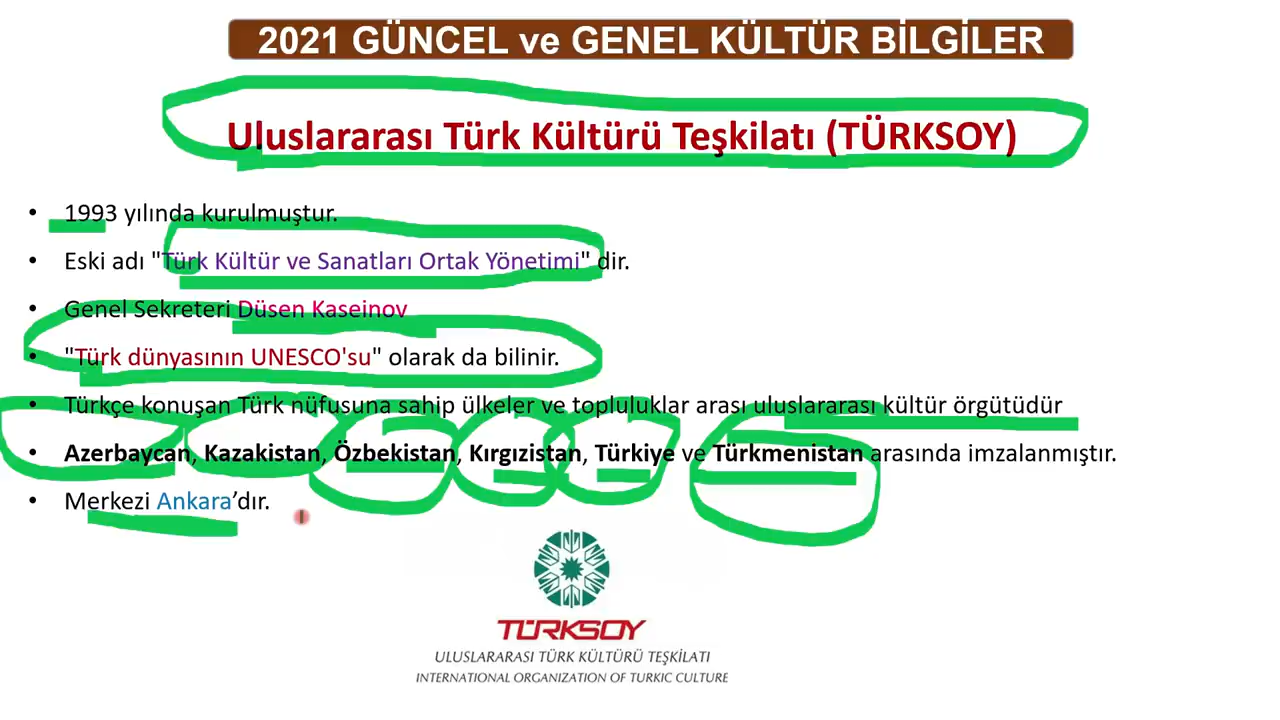 2021 GÜNCEL ve GENEL KÜLTÜR BİLGİLER
Uluslararası Türk Kültürü Teşkilatı (TÜRKSOY)
• 1993 yılında kurulmuştur.
• Eski adı "Türk Kültür ve Sanatları Ortak Yönetimi" dir.
• Genel Sekreteri Düsen Kaseinov
• "Türk dünyasının UNESCO'su" olarak da bilinir.
• Türkçe konuşan Türk nüfusuna sahip ülkeler ve topluluklar arası uluslararası kültür örgütüdür
• Azerbaycan, Kazakistan, Özbekistan, Kırgızistan, Türkiye ve Türkmenistan arasında imzalanmıştır.
• Merkezi Ankara’dır.
TÜRKSOY
ULUSLARARASI TÜRK KÜLTÜRÜ TEŞKİLATI
INTERNATIONAL ORGANIZATION OF TURKIC CULTURE